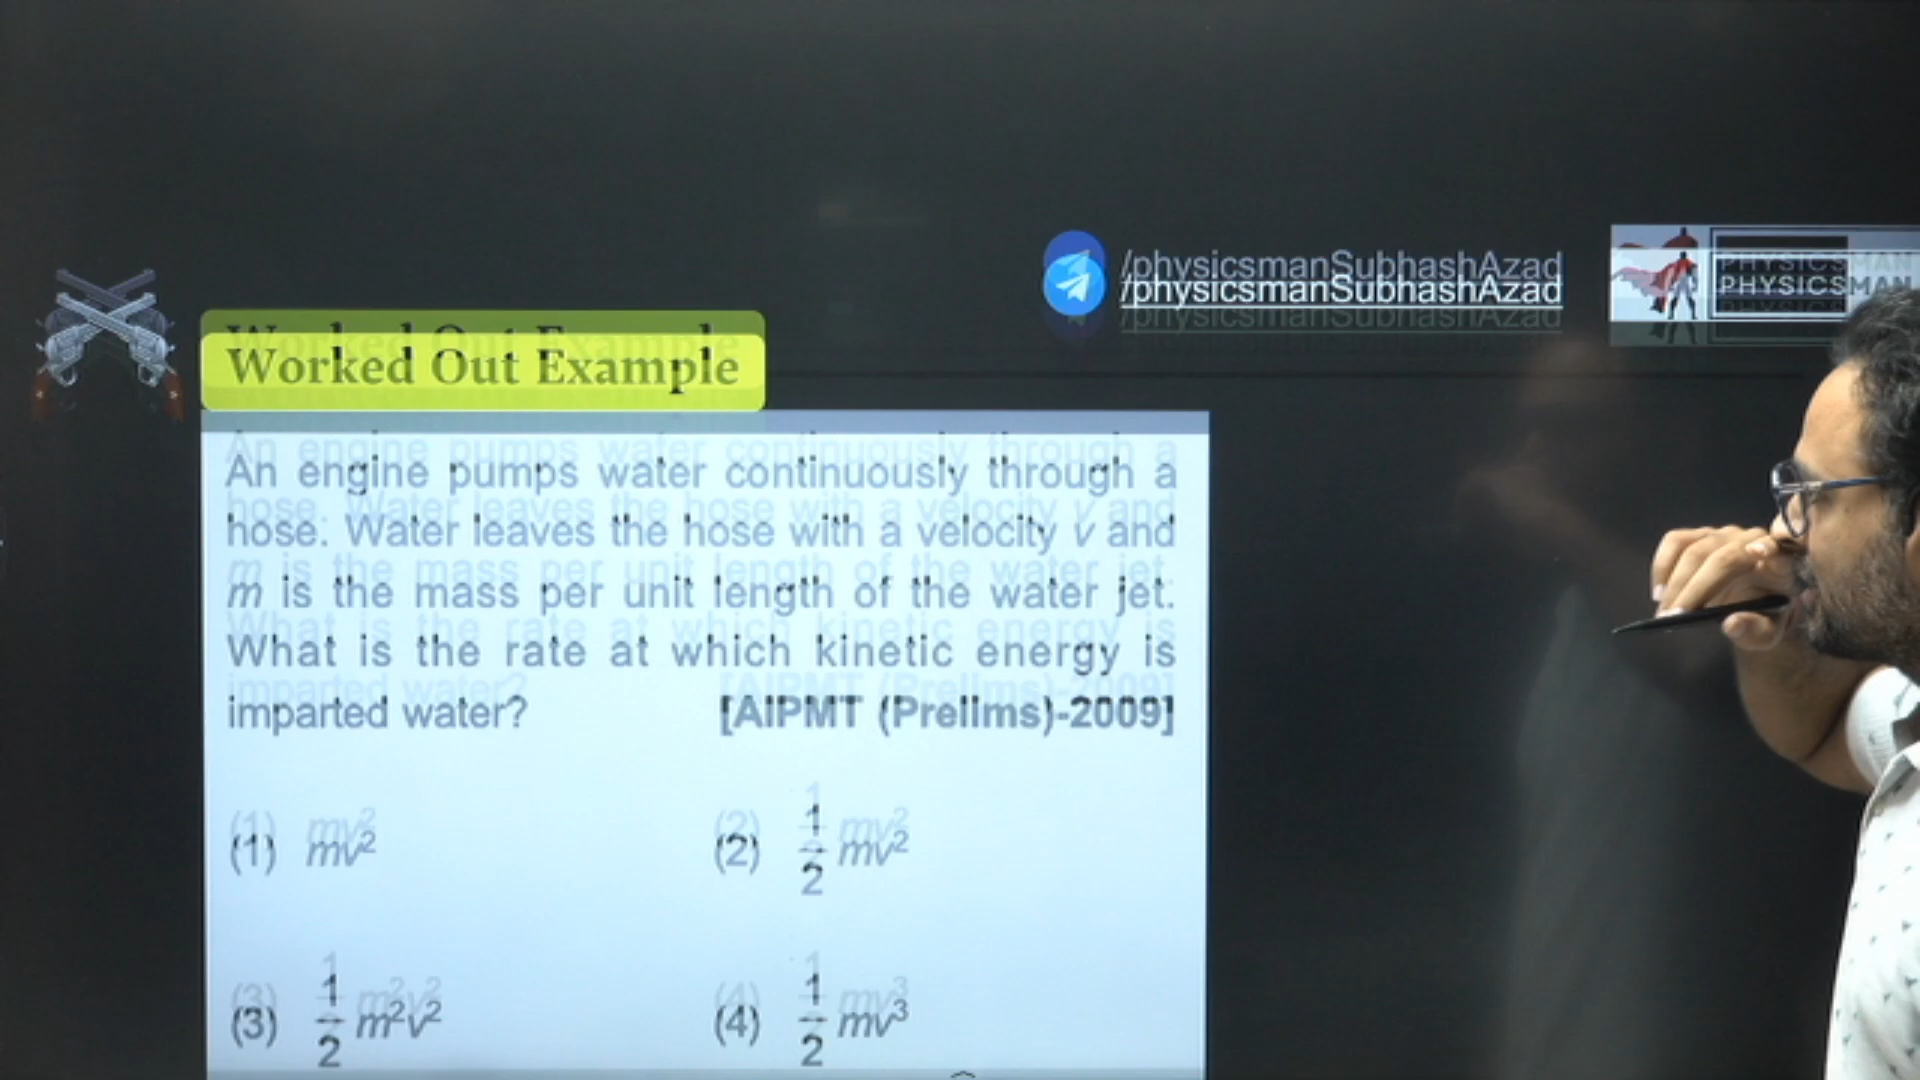 /physicsmanSubhashAzad
PHYSICSMAN
Worked Out Example
An engine pumps water continuously through a
hose. Water leaves the hose with a velocity v and
m is the mass per unit length of the water jet.
What is the rate at which kinetic energy is
imparted water? [AIPMT (Prelims)-2009]
(1) mv² (2) 1/2 mv²
(3) 1/2 m²v² (4) 1/2 mv³